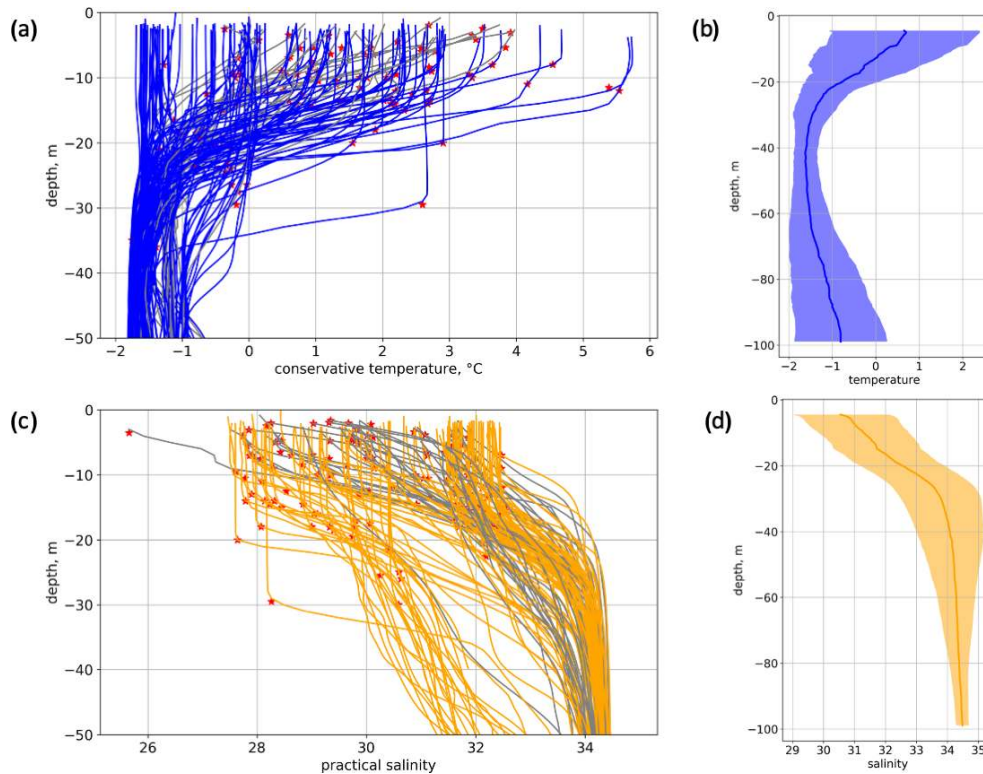 (a)
0
−10
−20
−30
−40
−50
depth, m
−2 −1 0 1 2 3 4 5 6
conservative temperature, °C
(b)
0
−20
−40
−60
−80
−100
depth, m
−2 −1 0 1 2
temperature
(c)
0
−10
−20
−30
−40
−50
depth, m
26 28 30 32 34
practical salinity
(d)
0
−20
−40
−60
−80
−100
depth, m
29 30 31 32 33 34 35
salinity